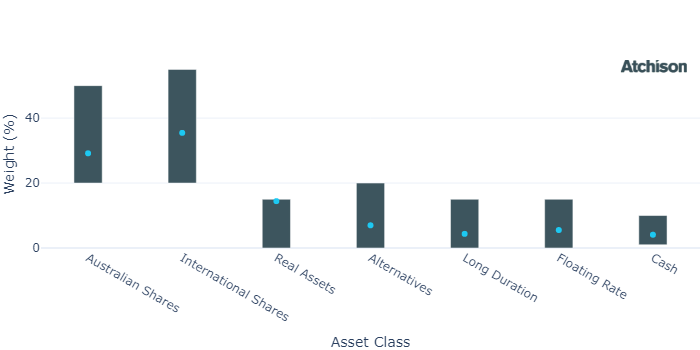 Atchison
Weight (%)
40
20
0
Australian Shares
International Shares
Real Assets
Alternatives
Long Duration
Floating Rate
Cash
Asset Class